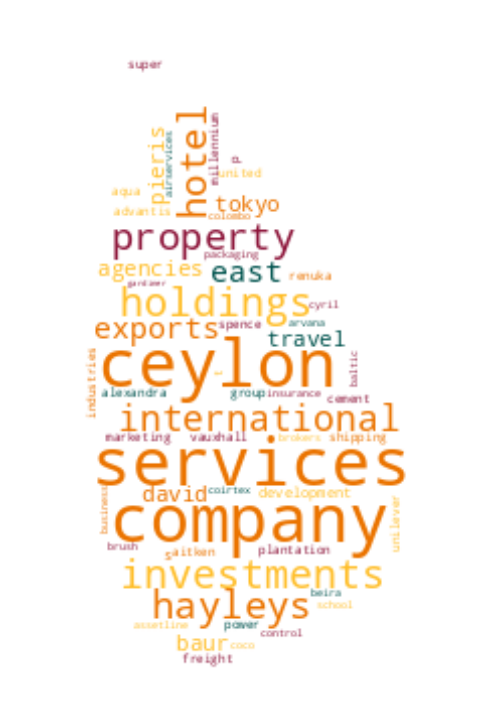 super
hotel
millennium
pieris
airservices
p
united
aqua
tokyo
advantis
colombo
property
packaging
agencies
east
renuka
gardiner
holdings
cyril
exports
spence
arvana
travel
industries
ceylon
baltic
t
alexandra
group
insurance
cement
international
marketing
vauxhall
brokers
shipping
services
david
coirtex
development
business
company
unilever
brush
s
aitken
plantation
investments
beira
hayleys
school
assetline
power
control
baur
coco
freight